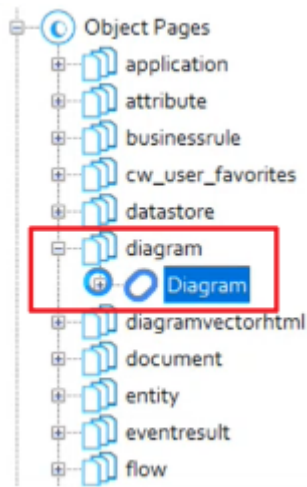 Object Pages
application
attribute
businessrule
cw_user_favorites
datastore
diagram
Diagram
diagramvectorhtml
document
entity
eventresult
flow